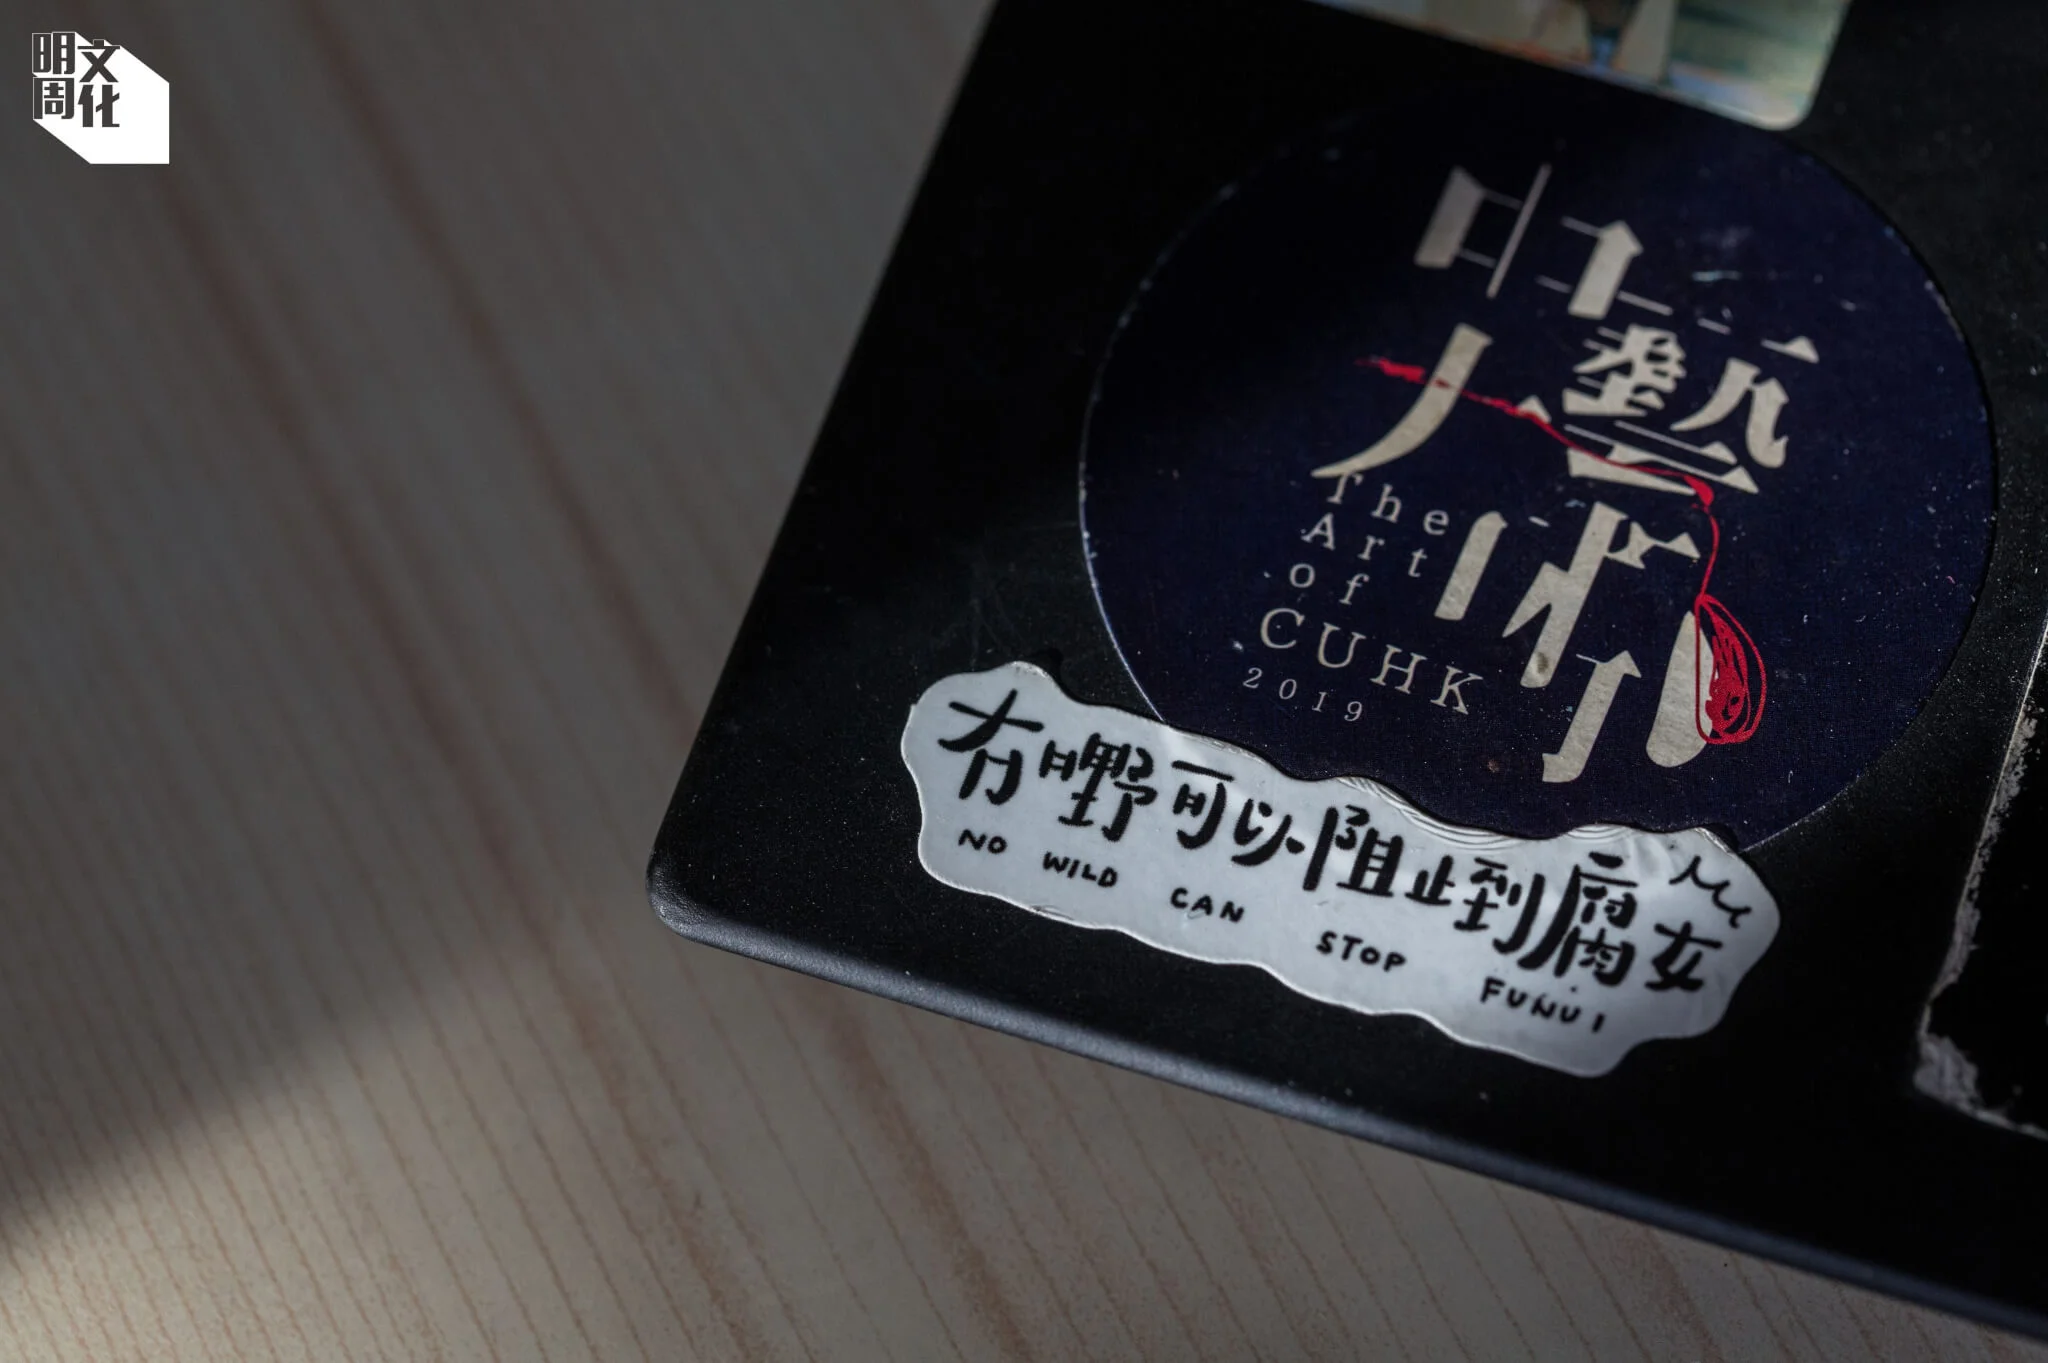 明周文化
中大
藝術
The
Art
of
CUHK
2019
冇嘢可以阻止到腐女
NO WILD CAN STOP FUNUI